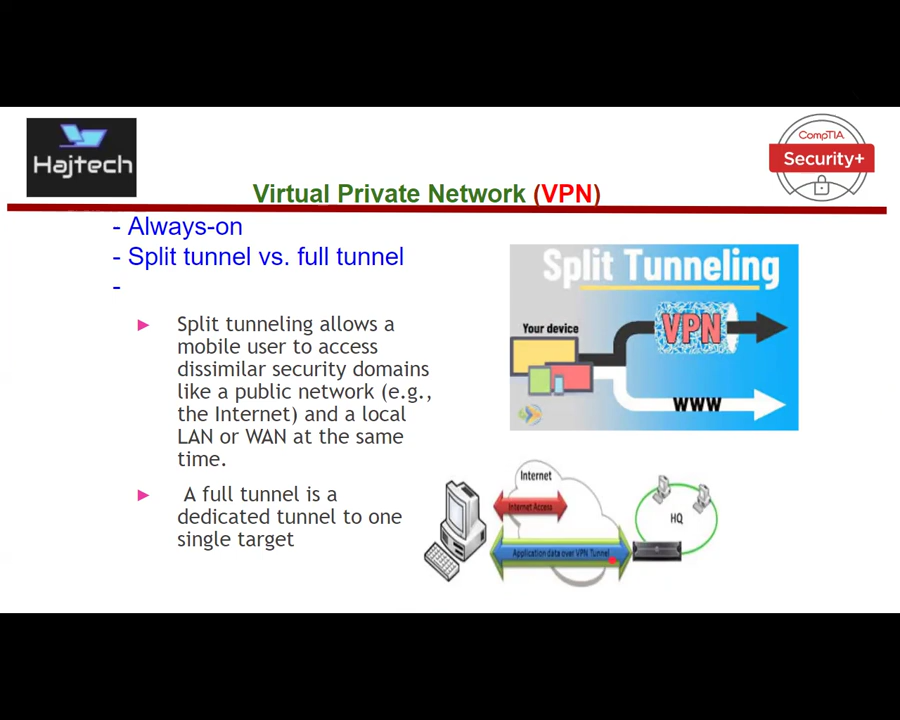 Hajtech
CompTIA
Security+
Virtual Private Network (VPN)
- Always-on
- Split tunnel vs. full tunnel
-
Split tunneling allows a
mobile user to access
dissimilar security domains
like a public network (e.g.,
the Internet) and a local
LAN or WAN at the same
time.
A full tunnel is a
dedicated tunnel to one
single target
Split Tunneling
Your device
VPN
WWW
Internet
Internet Access
Application data over VPN Tunnel
HQ